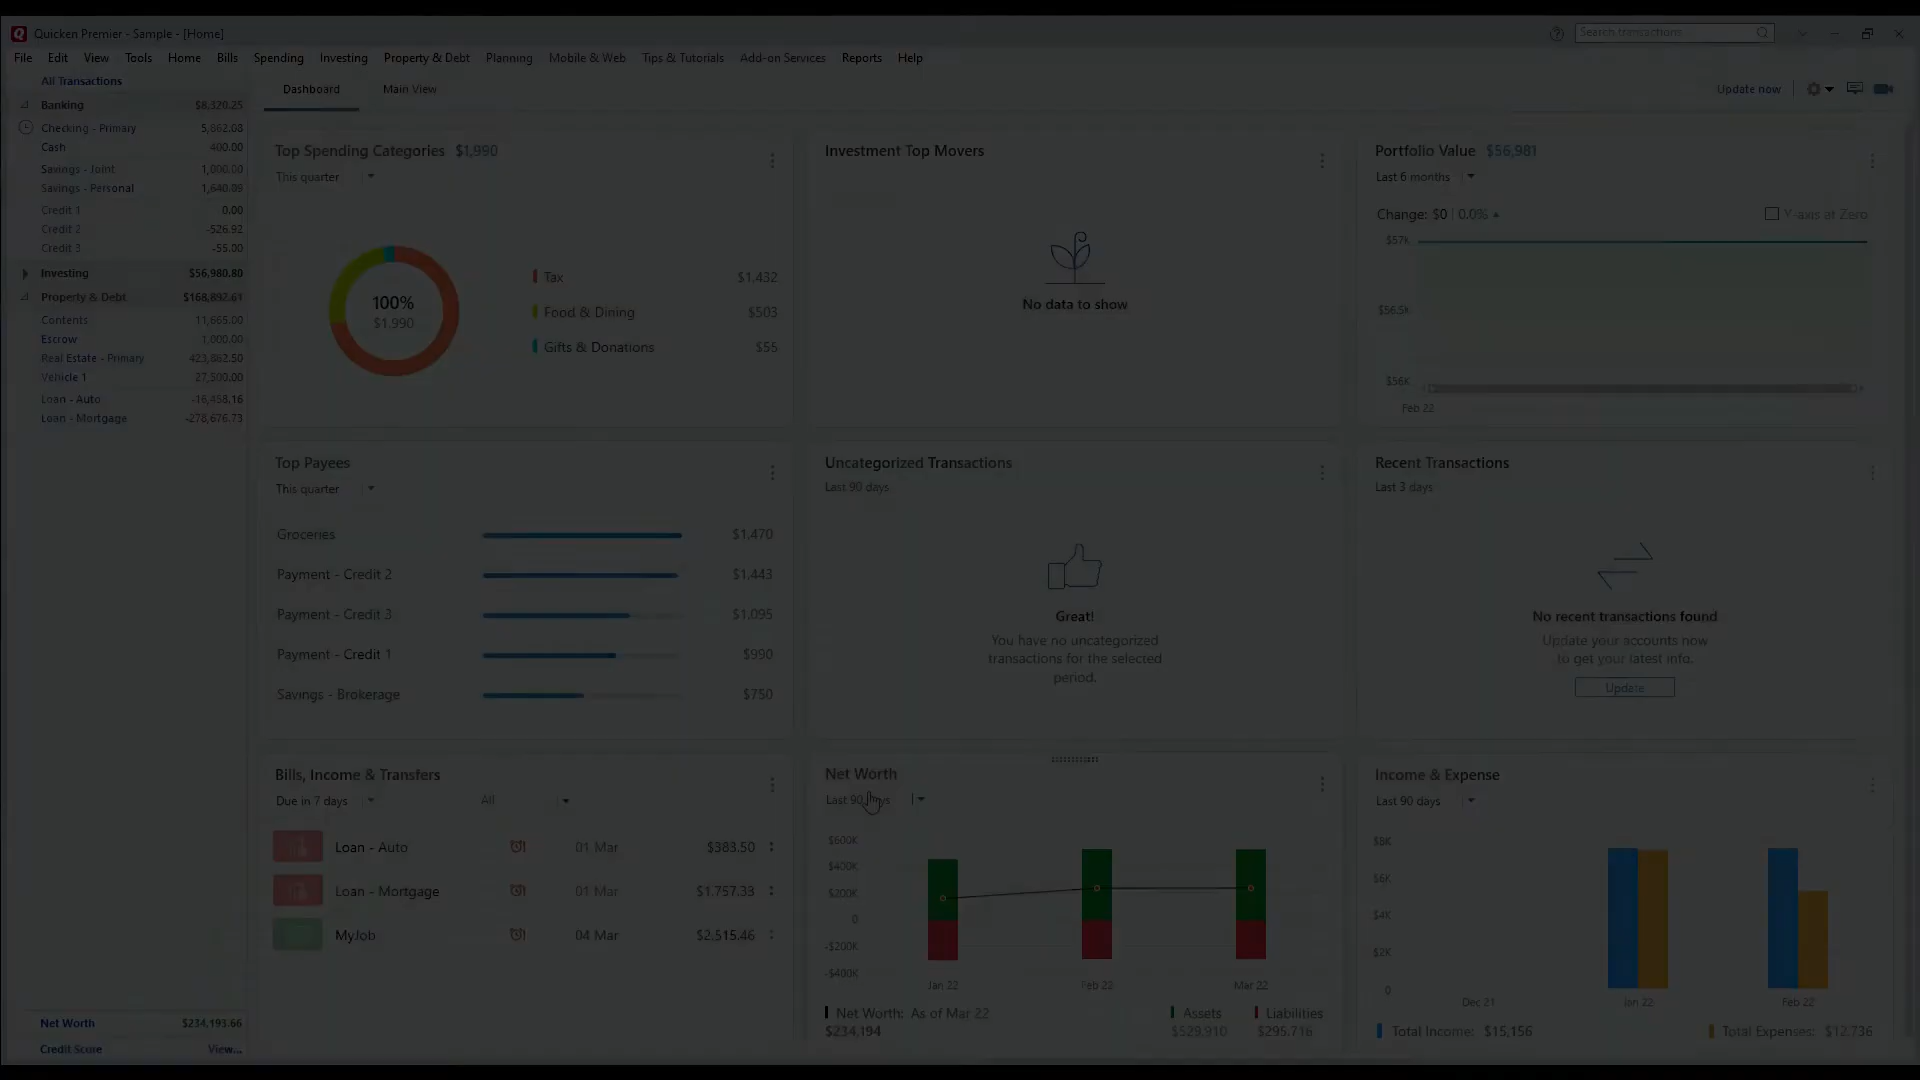 Quicken Premier - Sample - [Home]
Search transactions
File Edit View Tools Home Bills Spending Investing Property & Debt Planning Mobile & Web Tips & Tutorials Add-on Services Reports Help
All Transactions
Banking $8,320.25
Checking - Primary 5,862.08
Cash 400.00
Savings - Joint 1,000.00
Savings - Personal 1,640.09
Credit 1 0.00
Credit 2 -526.92
Credit 3 -55.00
Investing $56,980.80
Property & Debt $168,892.61
Contents 11,665.00
Escrow 1,000.00
Real Estate - Primary 423,862.50
Vehicle 1 27,500.00
Loan - Auto -16,458.16
Loan - Mortgage -278,676.73
Net Worth $234,193.66
Credit Score View...
Dashboard Main View
Update now
Top Spending Categories $1,990
This quarter
100%
$1,990
Tax $1,432
Food & Dining $503
Gifts & Donations $55
Investment Top Movers
No data to show
Portfolio Value $56,981
Last 6 months
Change: $0 | 0.0%
Y-axis at Zero
$57K
$56.5K
$56K
Feb 22
Top Payees
This quarter
Groceries $1,470
Payment - Credit 2 $1,443
Payment - Credit 3 $1,095
Payment - Credit 1 $990
Savings - Brokerage $750
Uncategorized Transactions
Last 90 days
Great!
You have no uncategorized
transactions for the selected
period.
Recent Transactions
Last 3 days
No recent transactions found
Update your accounts now
to get your latest info.
Update
Bills, Income & Transfers
Due in 7 days All
Loan - Auto 01 Mar $383.50
Loan - Mortgage 01 Mar $1,757.33
MyJob 04 Mar $2,515.46
Net Worth
Last 90 days
$600K
$400K
$200K
0
-$200K
-$400K
Jan 22 Feb 22 Mar 22
Net Worth: As of Mar 22 Assets Liabilities
$234,194 $529,910 $295,716
Income & Expense
Last 90 days
$8K
$6K
$4K
$2K
0
Dec 21 Jan 22 Feb 22
Total Income: $15,156 Total Expenses: $12,736